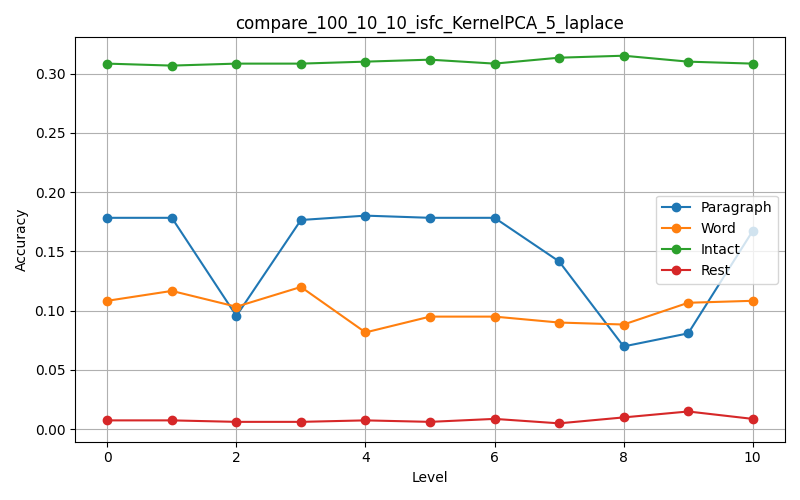 compare_100_10_10_isfc_KernelPCA_5_laplace
Accuracy
0.30
0.25
0.20
0.15
0.10
0.05
0.00
Paragraph
Word
Intact
Rest
0 2 4 6 8 10
Level